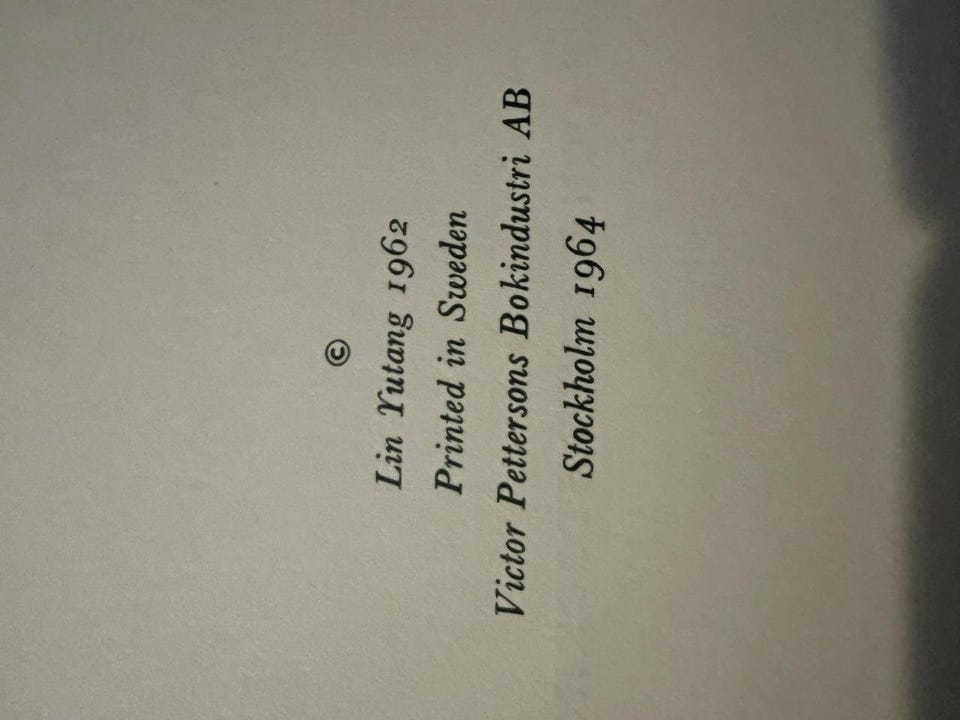 ©
Lin Yutang 1962
Printed in Sweden
Victor Pettersons Bokindustri AB
Stockholm 1964